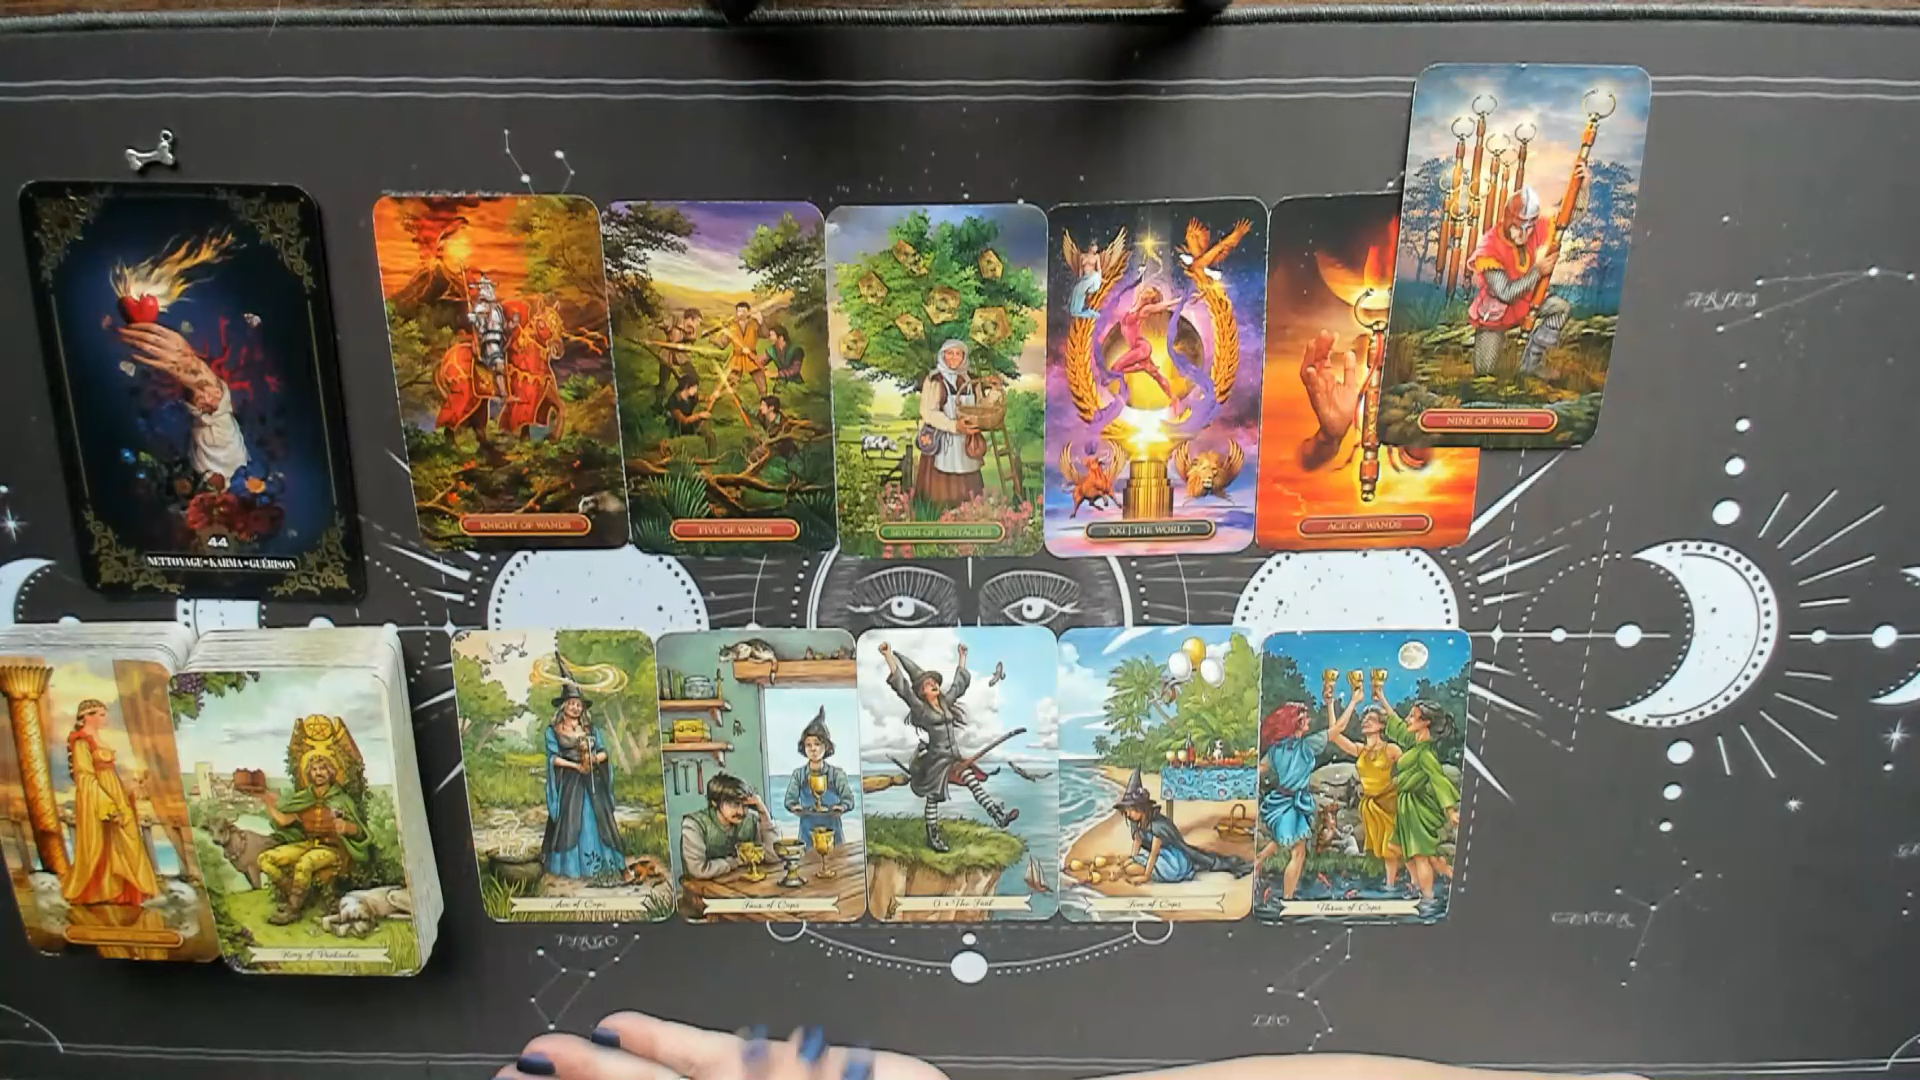 NINE OF WANDS
ARIES
KNIGHT OF WANDS
FIVE OF WANDS
SEVEN OF PENTACLES
XXI | THE WORLD
ACE OF WANDS
44
NETTOYAGE•KARMA•GUÉRISON
Ace of Cups
Four of Cups
0 • The Fool
Five of Cups
Three of Cups
King of Pentacles
VIRGO
CANCER
LEO